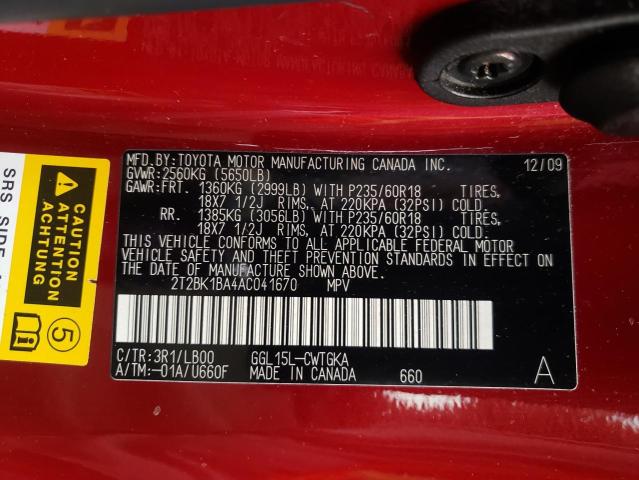 MFD.BY:TOYOTA MOTOR MANUFACTURING CANADA INC. 12/09
GVWR:2560KG (5650LB)
GAWR:FRT. 1360KG (2999LB) WITH P235/60R18 TIRES,
18X7 1/2J RIMS, AT 220KPA (32PSI) COLD.
RR. 1385KG (3056LB) WITH P235/60R18 TIRES,
18X7 1/2J RIMS, AT 220KPA (32PSI) COLD.
THIS VEHICLE CONFORMS TO ALL APPLICABLE FEDERAL MOTOR
VEHICLE SAFETY AND THEFT PREVENTION STANDARDS IN EFFECT ON
THE DATE OF MANUFACTURE SHOWN ABOVE.
2T2BK1BA4AC041670 MPV
C/TR:3R1/LB00 GGL15L-CWTGKA
A/TM:-01A/U660F MADE IN CANADA 660 A
CAUTION
ATTENTION
ACHTUNG
5
SRS SIDE